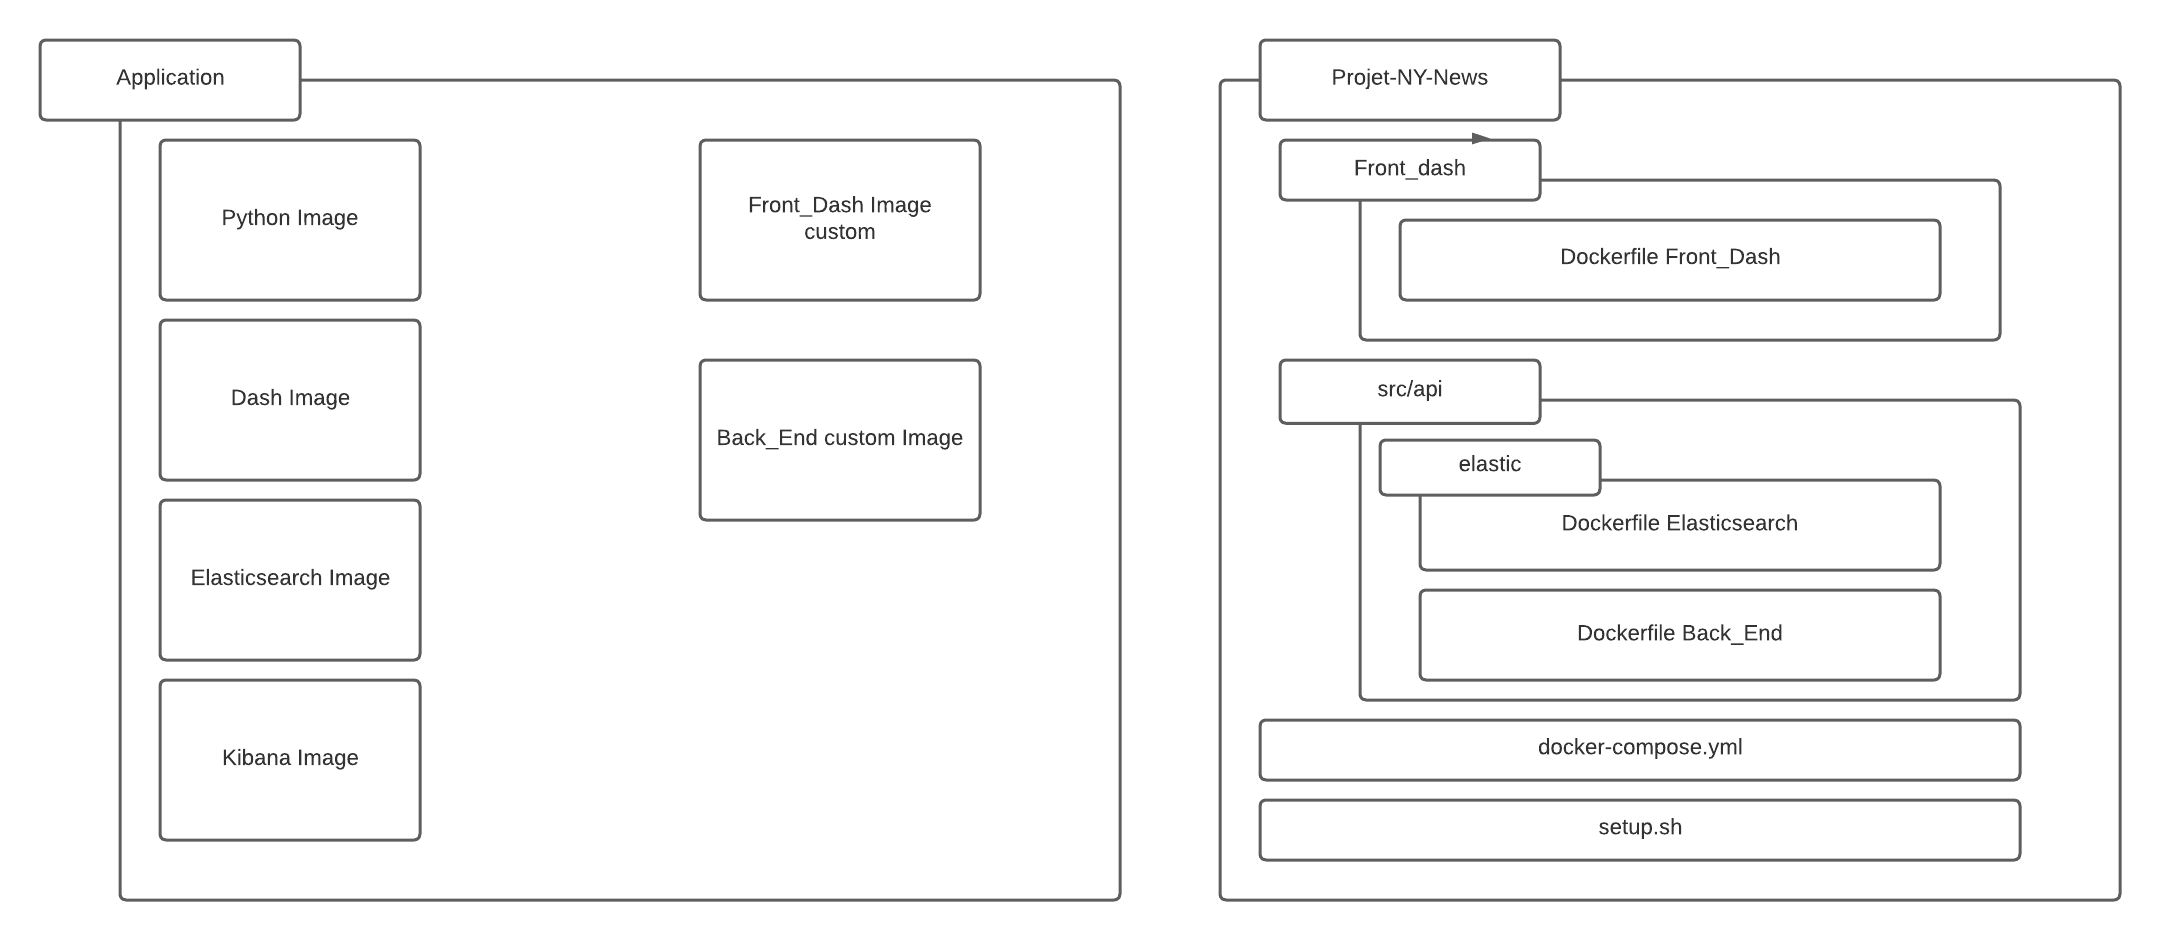 Application
Python Image
Dash Image
Elasticsearch Image
Kibana Image
Front_Dash Image
custom
Back_End custom Image
Projet-NY-News
Front_dash
Dockerfile Front_Dash
src/api
elastic
Dockerfile Elasticsearch
Dockerfile Back_End
docker-compose.yml
setup.sh